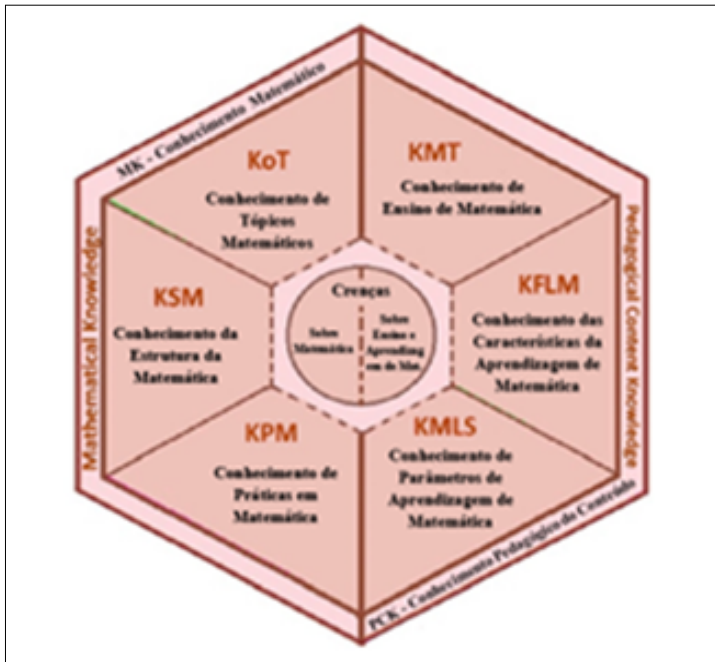 MK - Conhecimento Matemático
KoT
Conhecimento de
Tópicos
Matemáticos
KMT
Conhecimento de
Ensino de Matemática
Mathematical Knowledge
Pedagogical Content Knowledge
KSM
Conhecimento da
Estrutura da
Matemática
Crenças
Sobre
Matemática
Sobre
Ensino e
Aprendizag
em de Mat.
KFLM
Conhecimento das
Características da
Aprendizagem de
Matemática
KPM
Conhecimento de
Práticas em
Matemática
KMLS
Conhecimento de
Parâmetros de
Aprendizagem de
Matemática
PCK - Conhecimento Pedagógico do Conteúdo